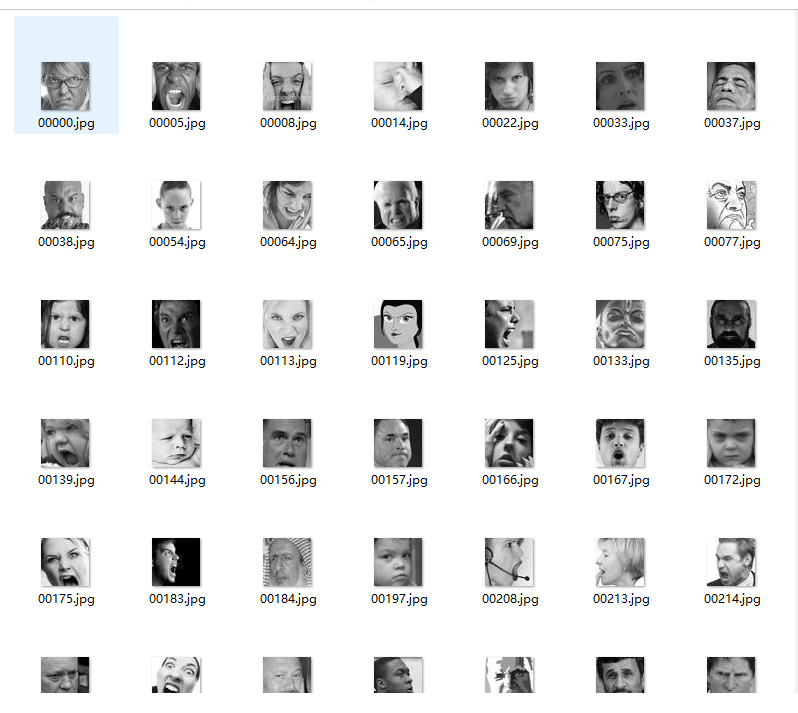 00000.jpg 00005.jpg 00008.jpg 00014.jpg 00022.jpg 00033.jpg 00037.jpg
00038.jpg 00054.jpg 00064.jpg 00065.jpg 00069.jpg 00075.jpg 00077.jpg
00110.jpg 00112.jpg 00113.jpg 00119.jpg 00125.jpg 00133.jpg 00135.jpg
00139.jpg 00144.jpg 00156.jpg 00157.jpg 00166.jpg 00167.jpg 00172.jpg
00175.jpg 00183.jpg 00184.jpg 00197.jpg 00208.jpg 00213.jpg 00214.jpg